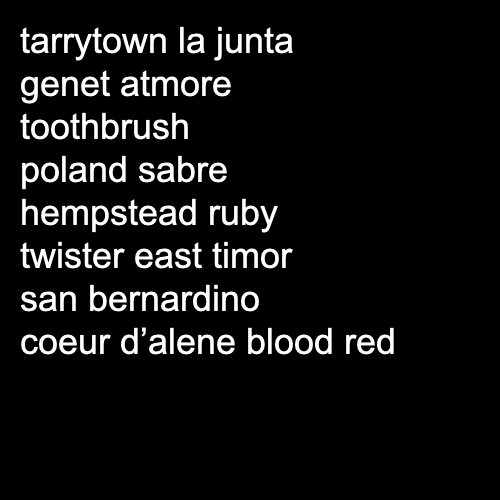 tarrytown la junta
genet atmore
toothbrush
poland sabre
hempstead ruby
twister east timor
san bernardino
coeur d’alene blood red